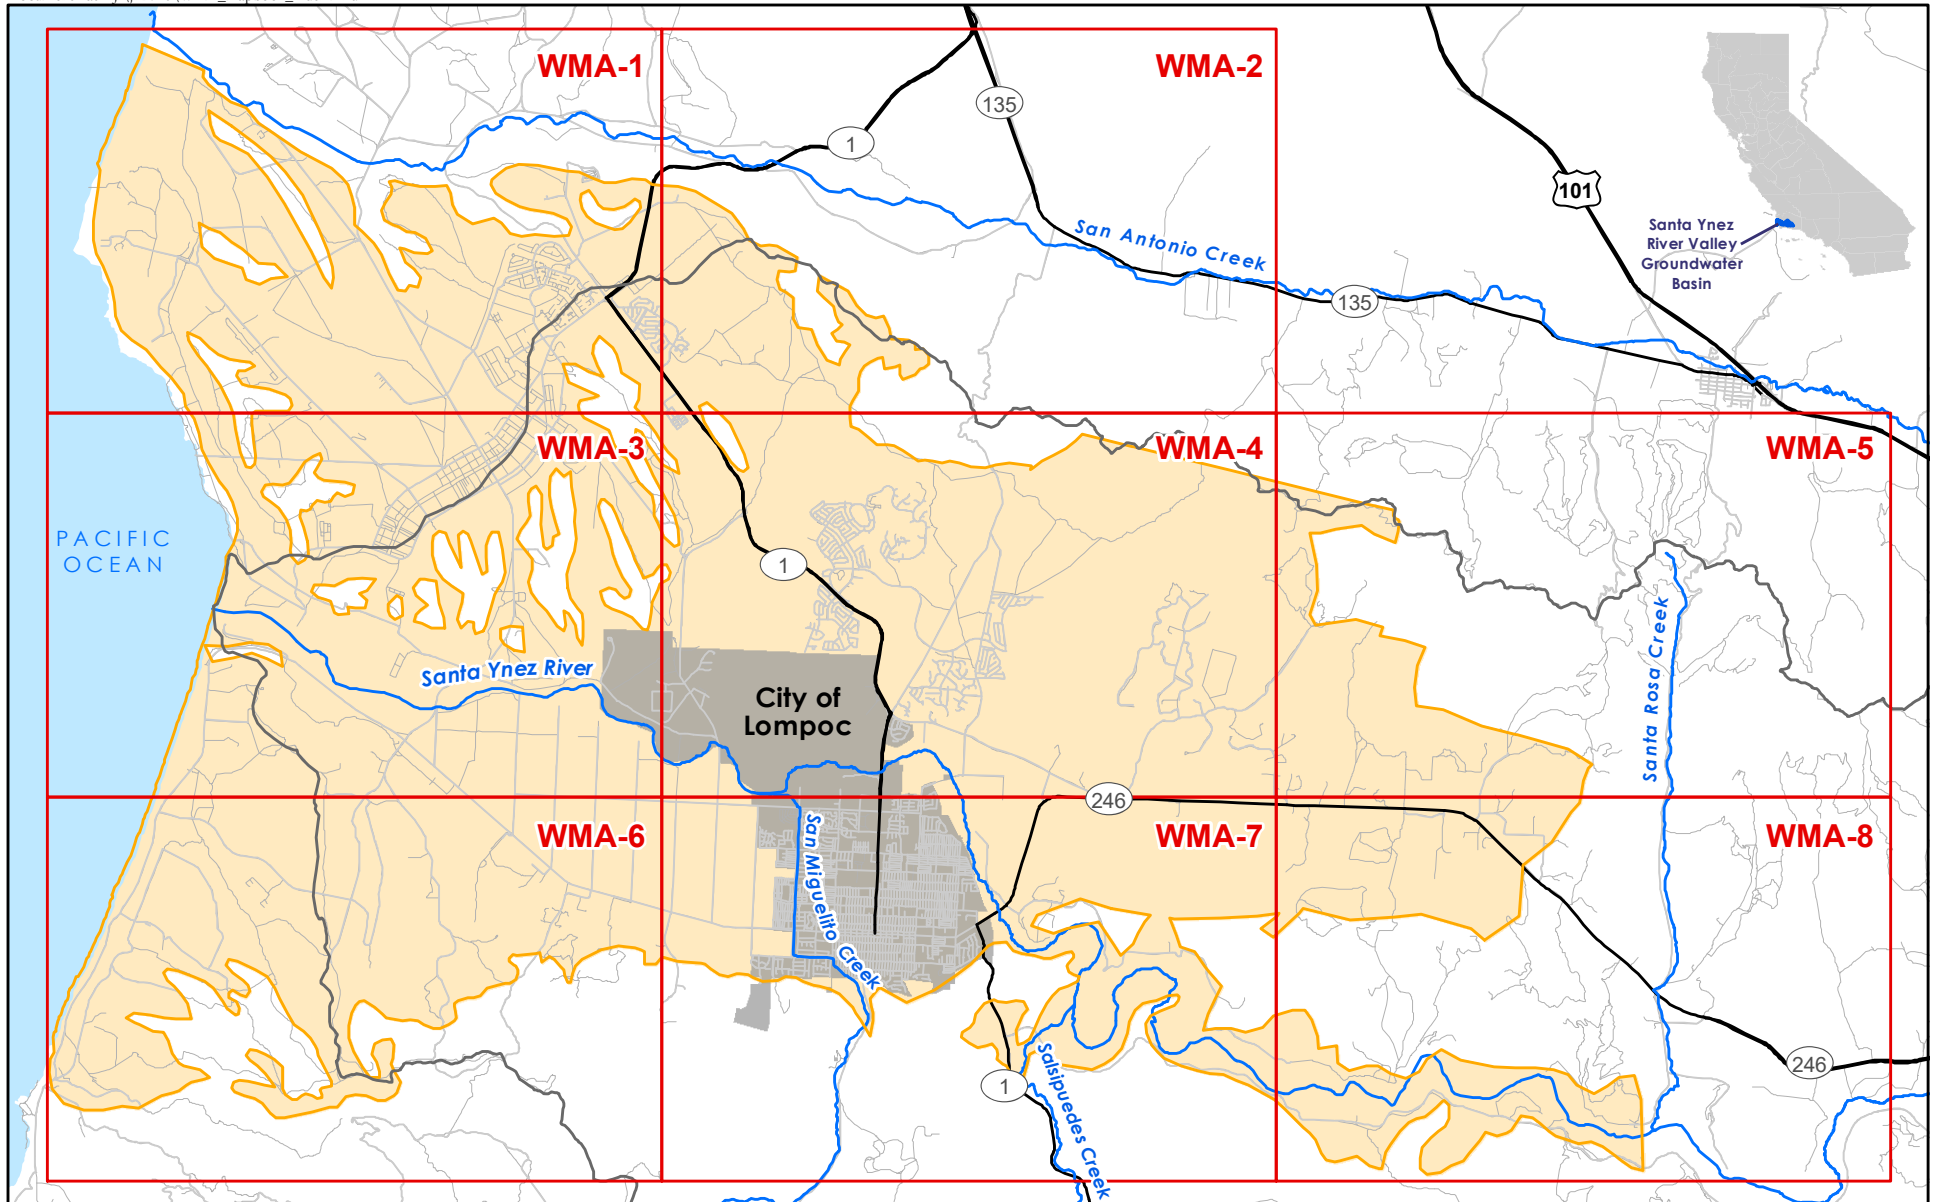 WMA-1
WMA-2
135
1
101
Santa Ynez
River Valley
Groundwater
Basin
San Antonio Creek
135
WMA-3
WMA-4
WMA-5
PACIFIC
OCEAN
1
Santa Rosa Creek
Santa Ynez River
City of
Lompoc
246
WMA-6
WMA-7
WMA-8
San Miguelito Creek
Salsipuedes Creek
246
1